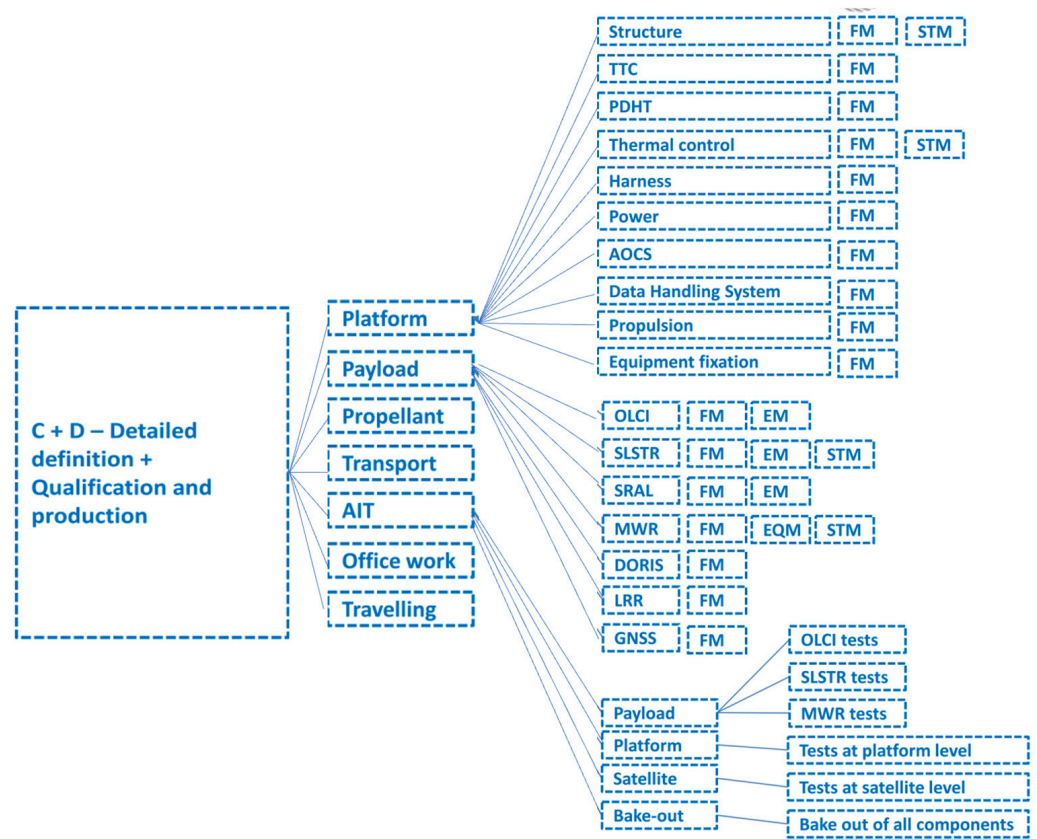 Structure FM STM
TTC FM
PDHT FM
Thermal control FM STM
Harness FM
Power FM
AOCS FM
Data Handling System FM
Propulsion FM
Equipment fixation FM
C + D – Detailed
definition +
Qualification and
production
Platform
Payload
Propellant
Transport
AIT
Office work
Travelling
OLCI FM EM
SLSTR FM EM STM
SRAL FM EM
MWR FM EQM STM
DORIS FM
LRR FM
GNSS FM
Payload
OLCI tests
SLSTR tests
MWR tests
Platform Tests at platform level
Satellite Tests at satellite level
Bake-out Bake out of all components